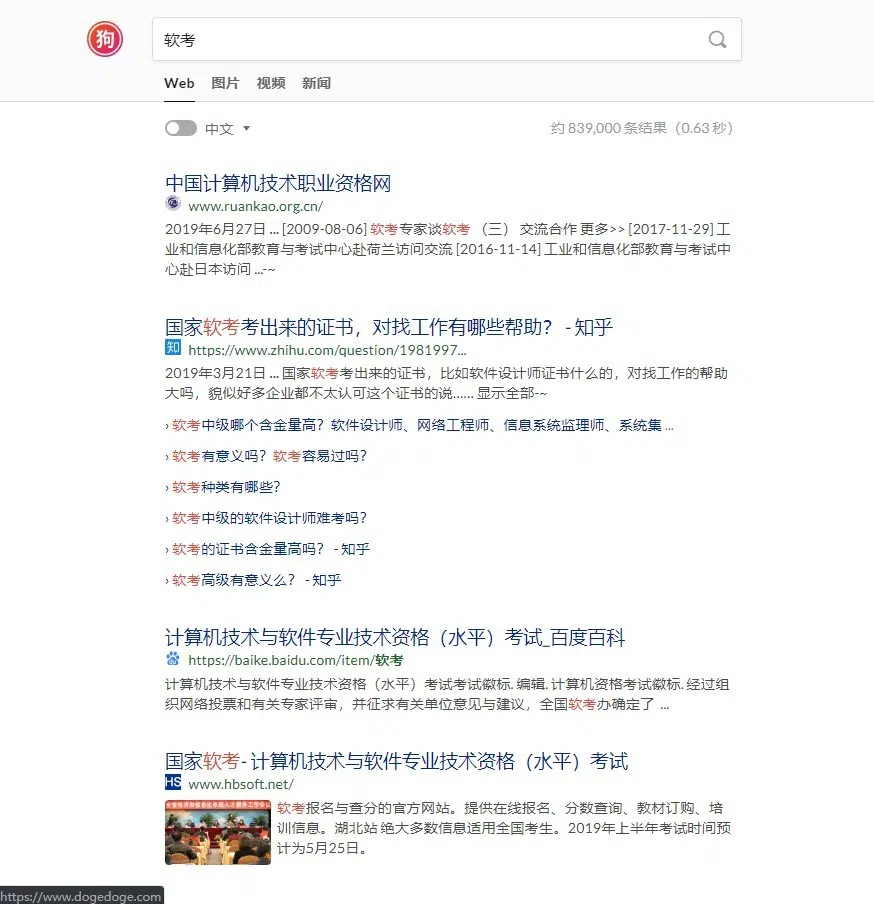 狗
软考
Web 图片 视频 新闻
中文
约 839,000 条结果（0.63 秒）
中国计算机技术职业资格网
www.ruankao.org.cn/
2019年6月27日 ... [2009-08-06] 软考专家谈软考 （三） 交流合作 更多>> [2017-11-29] 工
业和信息化部教育与考试中心赴荷兰访问交流 [2016-11-14] 工业和信息化部教育与考试中
心赴日本访问 ...-~
国家软考考出来的证书，对找工作有哪些帮助？ - 知乎
知 https://www.zhihu.com/question/1981997...
2019年3月21日 ... 国家软考考出来的证书，比如软件设计师证书什么的，对找工作的帮助
大吗，貌似好多企业都不太认可这个证书的说…… 显示全部-~
› 软考中级哪个含金量高？软件设计师、网络工程师、信息系统监理师、系统集 ...
› 软考有意义吗？软考容易过吗？
› 软考种类有哪些？
› 软考中级的软件设计师难考吗？
› 软考的证书含金量高吗？ - 知乎
› 软考高级有意义么？ - 知乎
计算机技术与软件专业技术资格（水平）考试_百度百科
https://baike.baidu.com/item/软考
计算机技术与软件专业技术资格（水平）考试考试徽标. 编辑. 计算机资格考试徽标. 经过组
织网络投票和有关专家评审，并征求有关单位意见与建议，全国软考办确定了 ...
国家软考- 计算机技术与软件专业技术资格（水平）考试
HS www.hbsoft.net/
软考报名与查分的官方网站。提供在线报名、分数查询、教材订购、培
训信息。湖北站 绝大多数信息适用全国考生。2019年上半年考试时间预
计为5月25日。
https://www.dogedoge.com